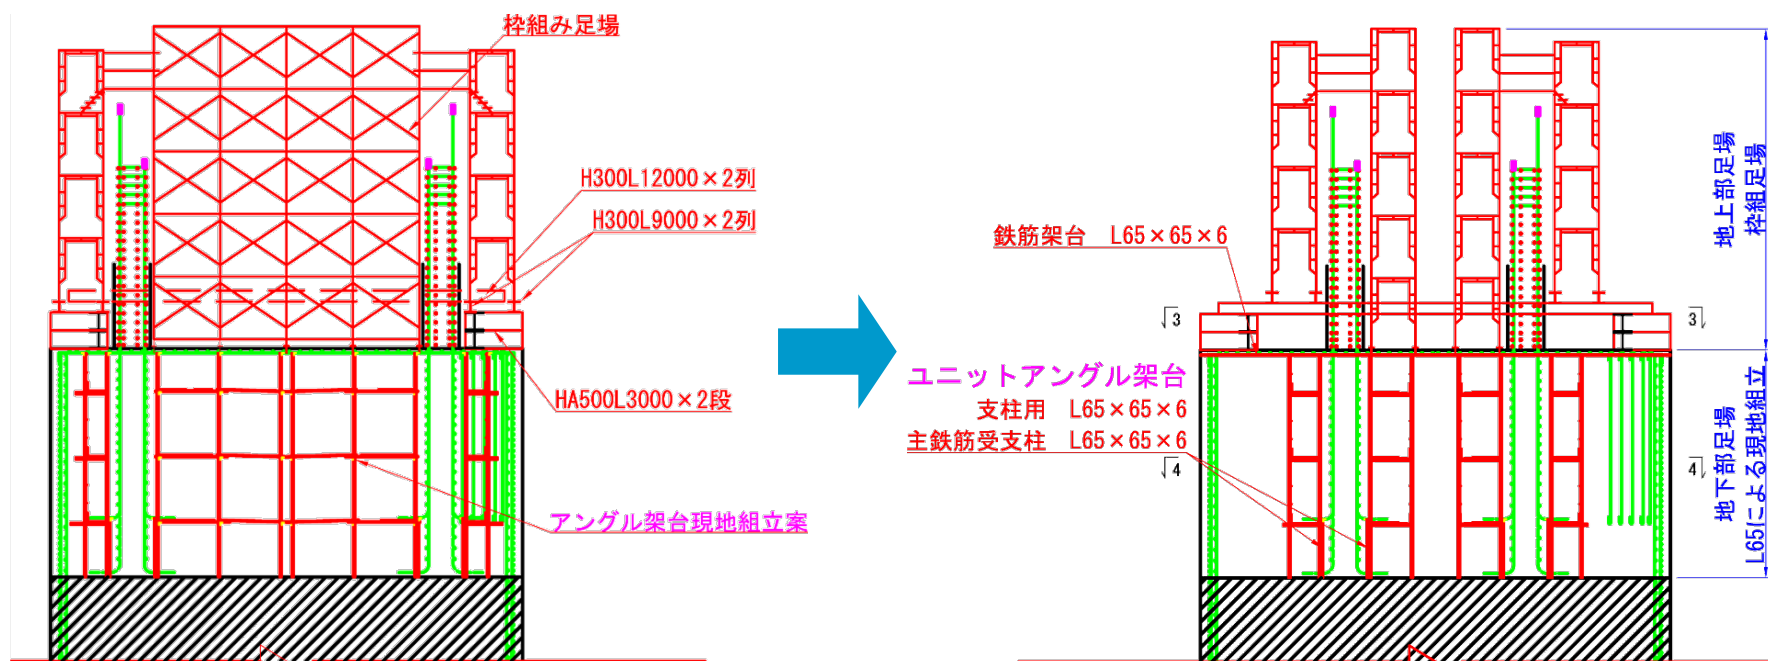 枠組み足場
H300L12000×2列
H300L9000×2列
HA500L3000×2段
アングル架台現地組立案
鉄筋架台 L65×65×6
ユニットアングル架台
支柱用 L65×65×6
主鉄筋受支柱 L65×65×6
3
3
4
4
地上部足場
枠組足場
地下部足場
L65による現地組立